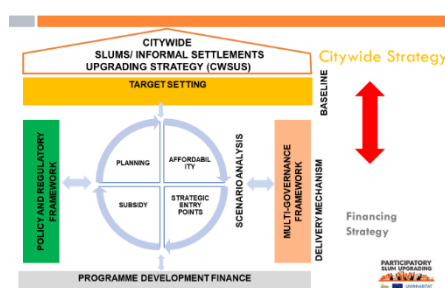 CITYWIDE
SLUMS/ INFORMAL SETTLEMENTS
UPGRADING STRATEGY (CWSUS)
Citywide Strategy
TARGET SETTING
BASELINE
POLICY AND REGULATORY
FRAMEWORK
PLANNING
AFFORDABIL
ITY
SUBSIDY
STRATEGIC
ENTRY
POINTS
SCENARIO ANALYSIS
MULTI-GOVERNANCE
FRAMEWORK
DELIVERY MECHANISM
Financing
Strategy
PROGRAMME DEVELOPMENT FINANCE
PARTICIPATORY
SLUM UPGRADING
UN HABITAT